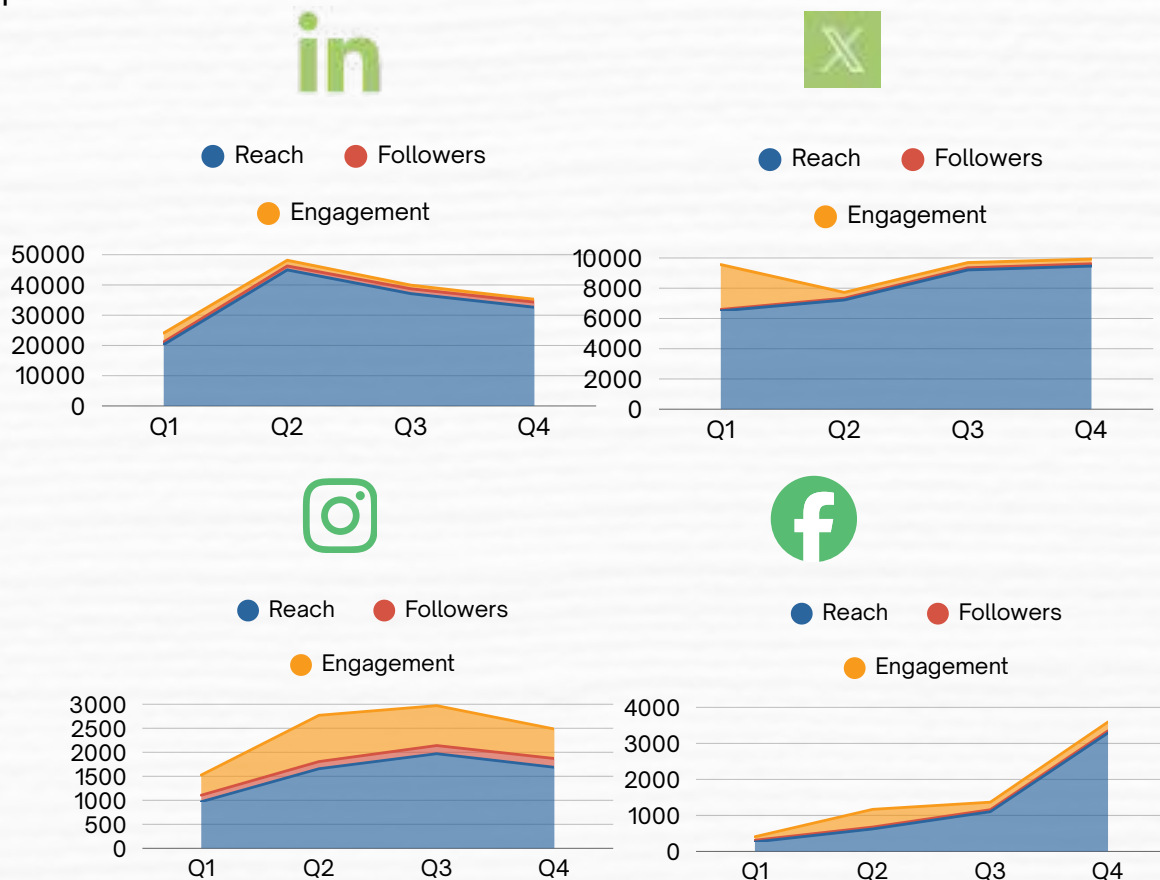 in
X
Reach Followers
Engagement
50000
40000
30000
20000
10000
0
Q1 Q2 Q3 Q4
Reach Followers
Engagement
10000
8000
6000
4000
2000
0
Q1 Q2 Q3 Q4
f
Reach Followers
Engagement
3000
2500
2000
1500
1000
500
0
Q1 Q2 Q3 Q4
Reach Followers
Engagement
4000
3000
2000
1000
0
Q1 Q2 Q3 Q4